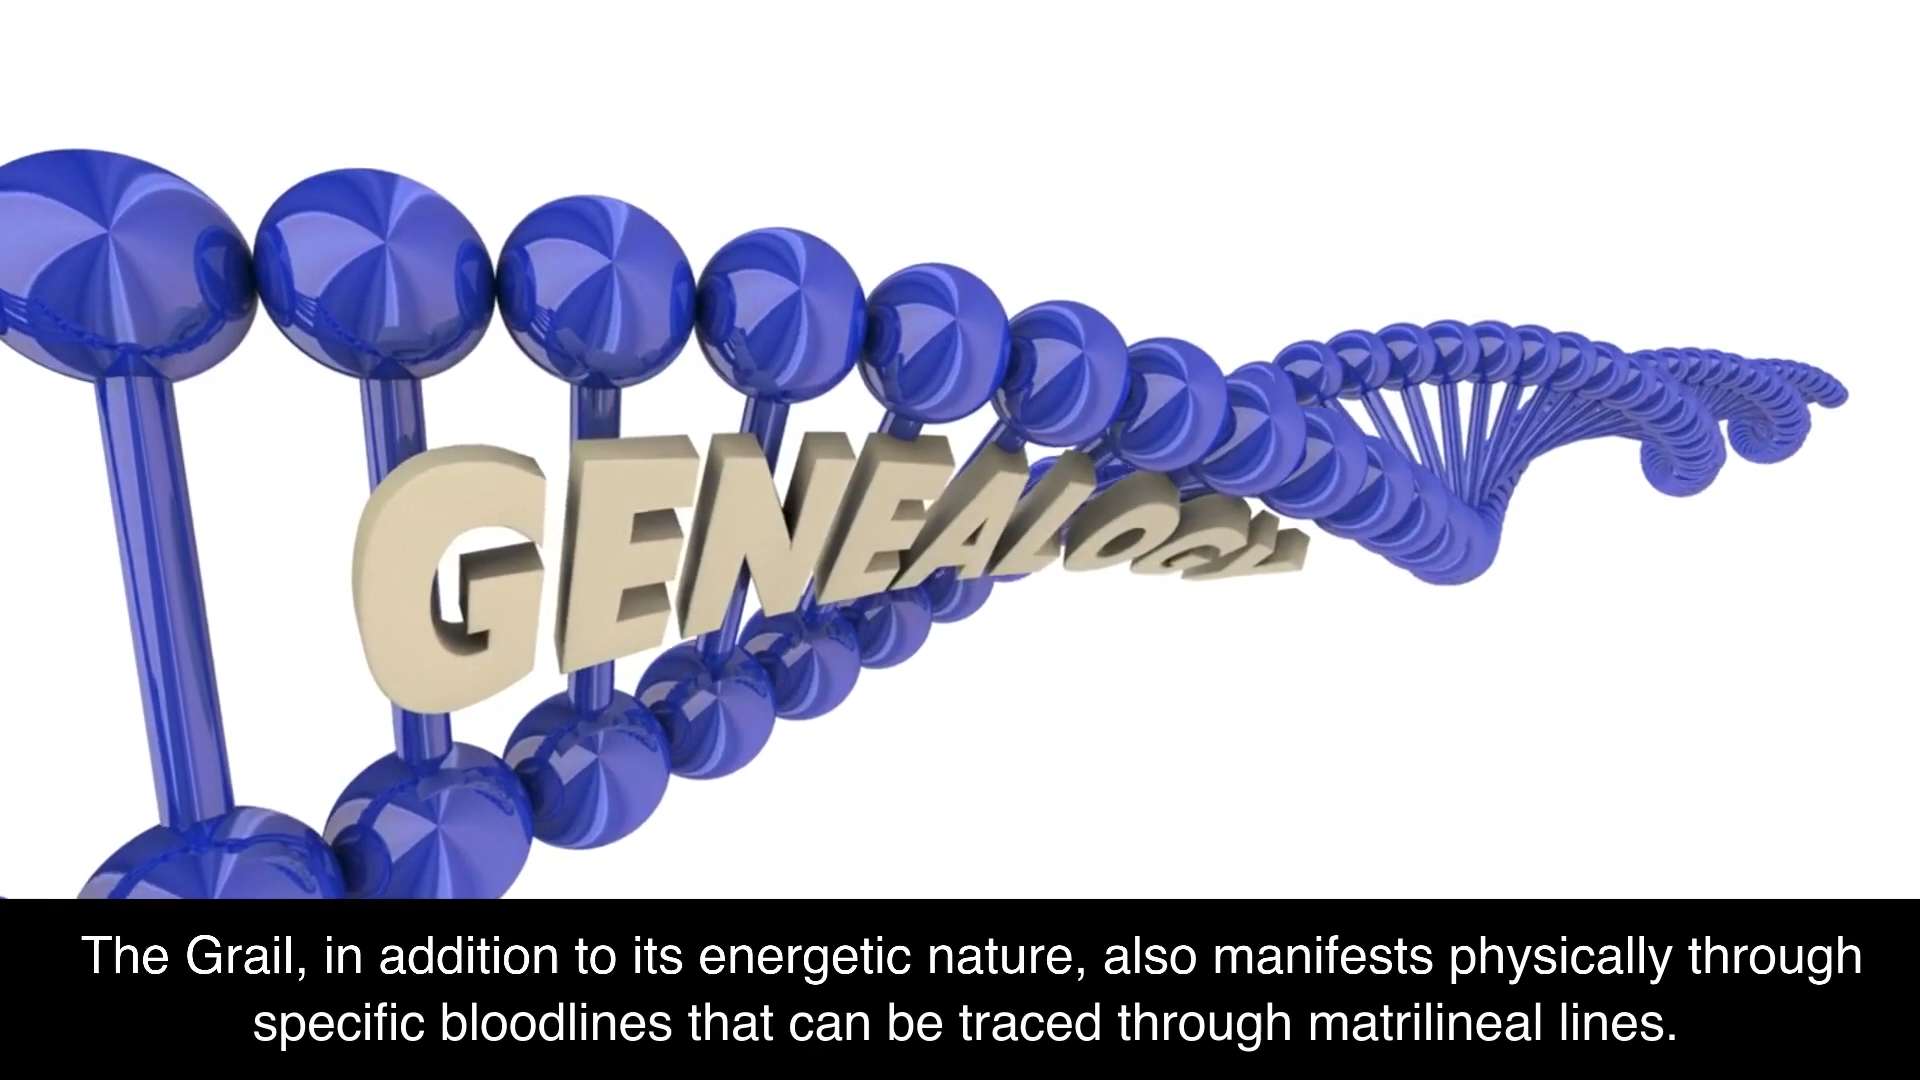 GENEALOGY
The Grail, in addition to its energetic nature, also manifests physically through
specific bloodlines that can be traced through matrilineal lines.